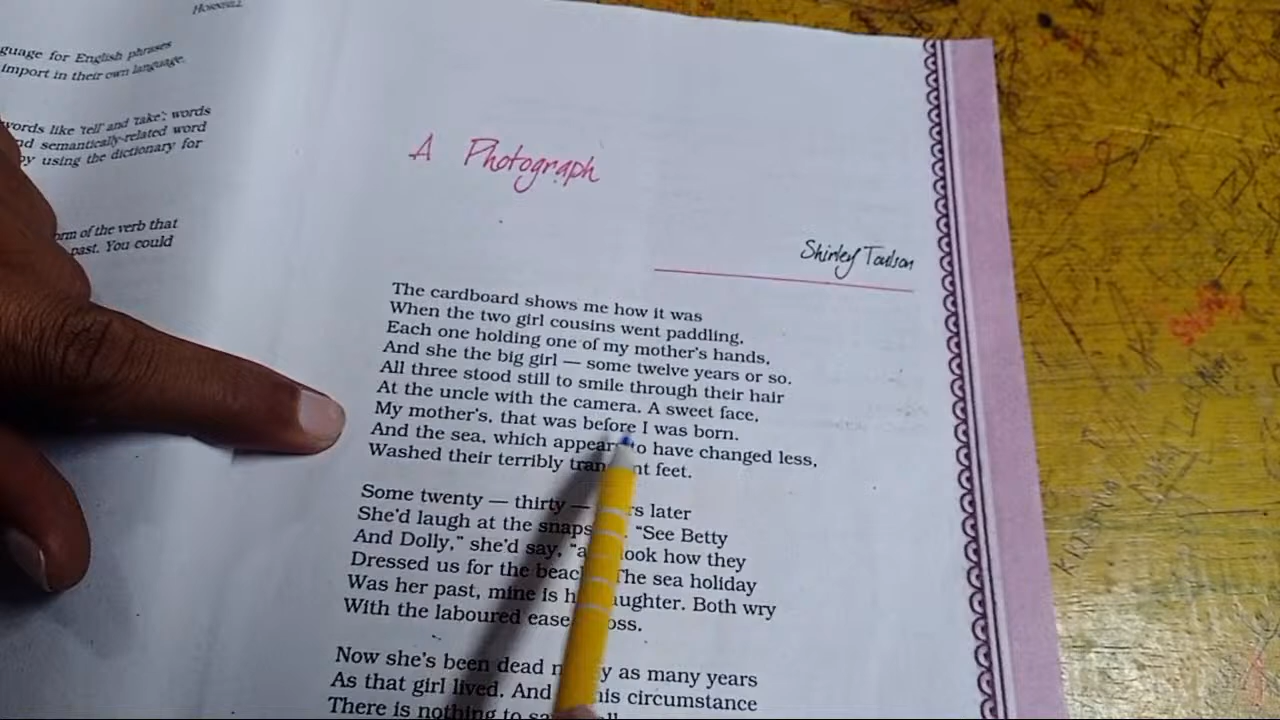 HORNBILL
guage for English phrases
import in their own language.
words like 'tell' and 'take'; words
nd semantically-related word
by using the dictionary for
orm of the verb that
past. You could
A Photograph
Shirley Toulson
The cardboard shows me how it was
When the two girl cousins went paddling,
Each one holding one of my mother's hands,
And she the big girl — some twelve years or so.
All three stood still to smile through their hair
At the uncle with the camera. A sweet face,
My mother's, that was before I was born.
And the sea, which appears to have changed less,
Washed their terribly feet.
Some twenty — thirty — later
She'd laugh at the "See Betty
And Dolly," she'd say, look how they
Dressed us for the The sea holiday
Was her past, mine is Both wry
With the laboured ease
Now she's been dead as many years
As that girl lived. And circumstance
There is nothing to